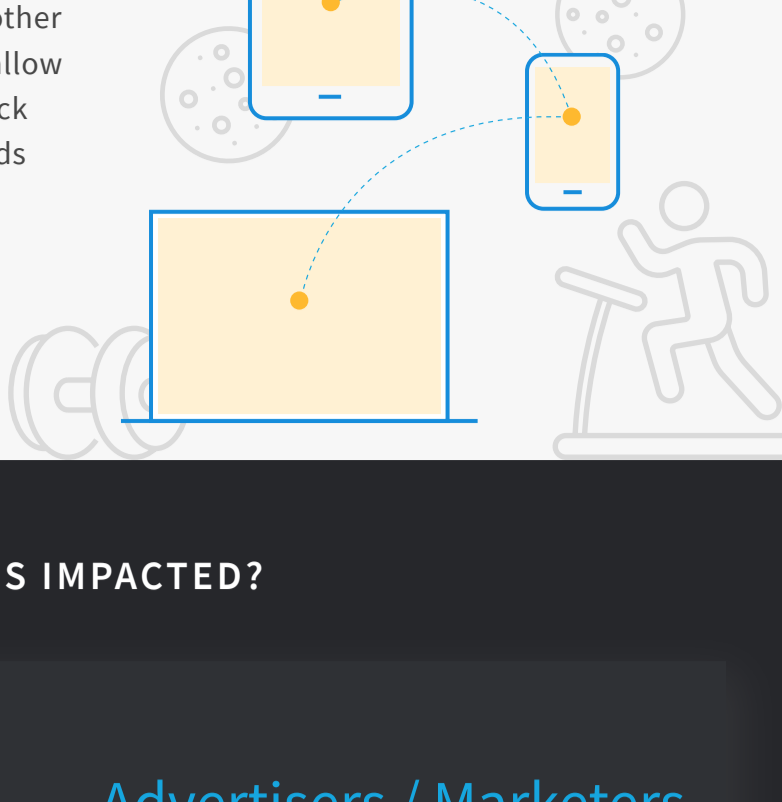 other
allow
ck
ds
S IMPACTED?
Advertisers / Marketers